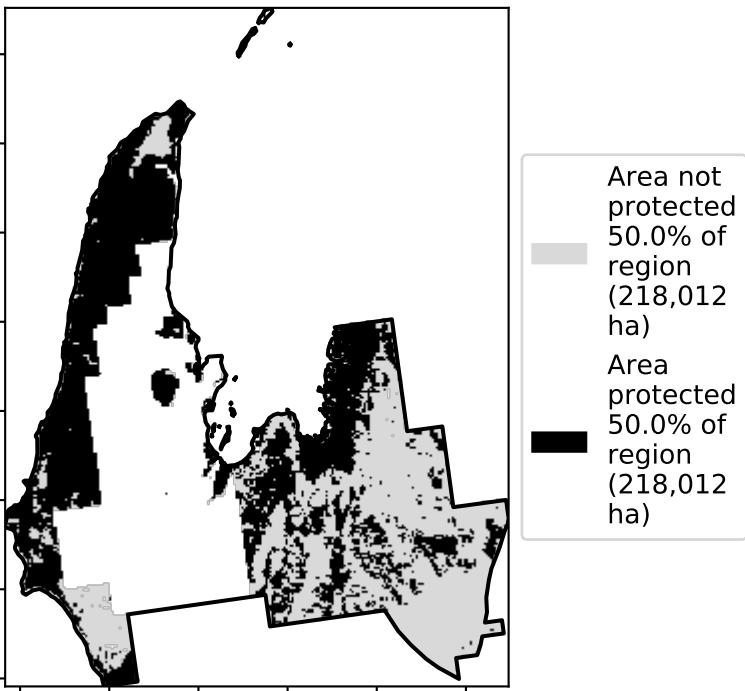 Area not
protected
50.0% of
region
(218,012
ha)
Area
protected
50.0% of
region
(218,012
ha)